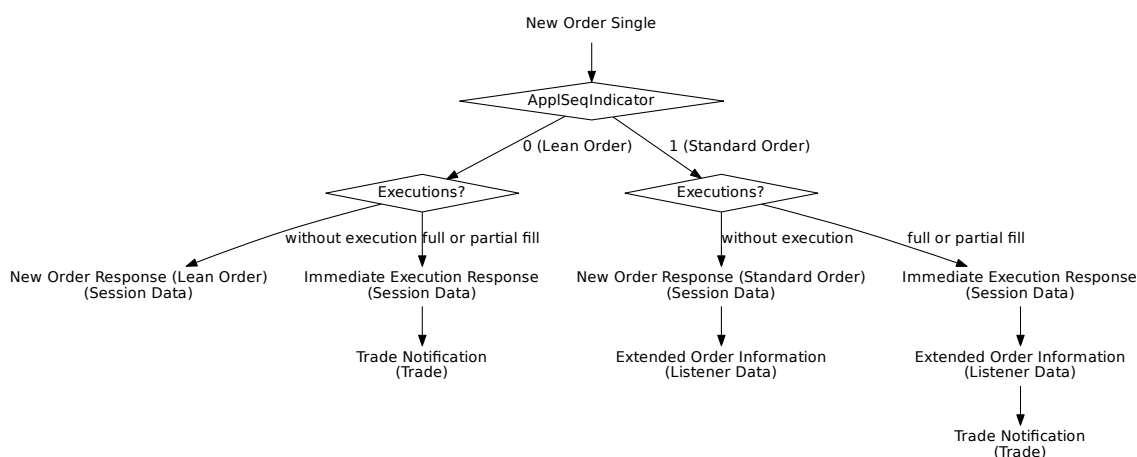 New Order Single
ApplSeqIndicator
0 (Lean Order)
1 (Standard Order)
Executions?
Executions?
without execution
full or partial fill
without execution
full or partial fill
New Order Response (Lean Order)
(Session Data)
Immediate Execution Response
(Session Data)
New Order Response (Standard Order)
(Session Data)
Immediate Execution Response
(Session Data)
Trade Notification
(Trade)
Extended Order Information
(Listener Data)
Extended Order Information
(Listener Data)
Trade Notification
(Trade)